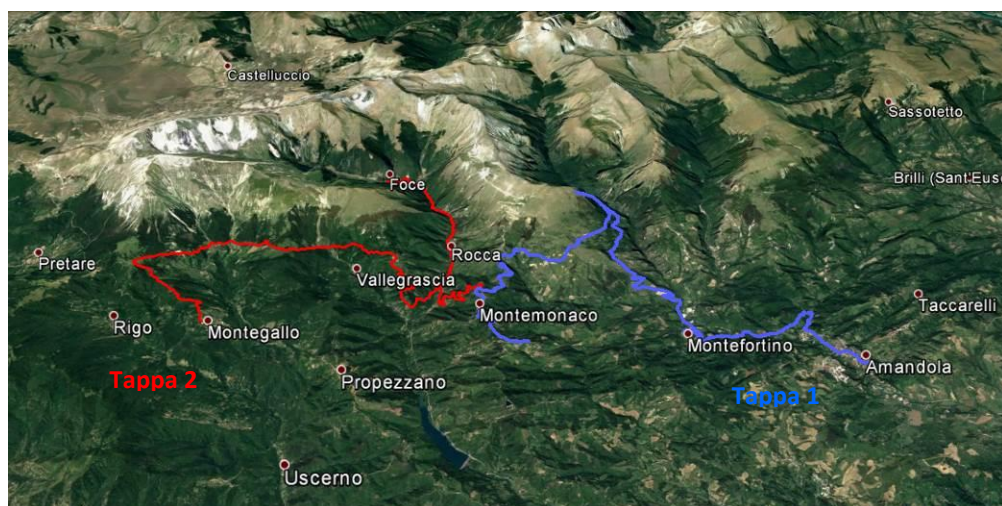 Castelluccio
Sassotetto
Foce
Brilli (Sant'Euse
Rocca
Pretare
Vallegrascia
Taccarelli
Montemonaco
Rigo
Montegallo
Montefortino
Amandola
Propezzano
Tappa 2
Tappa 1
Uscerno